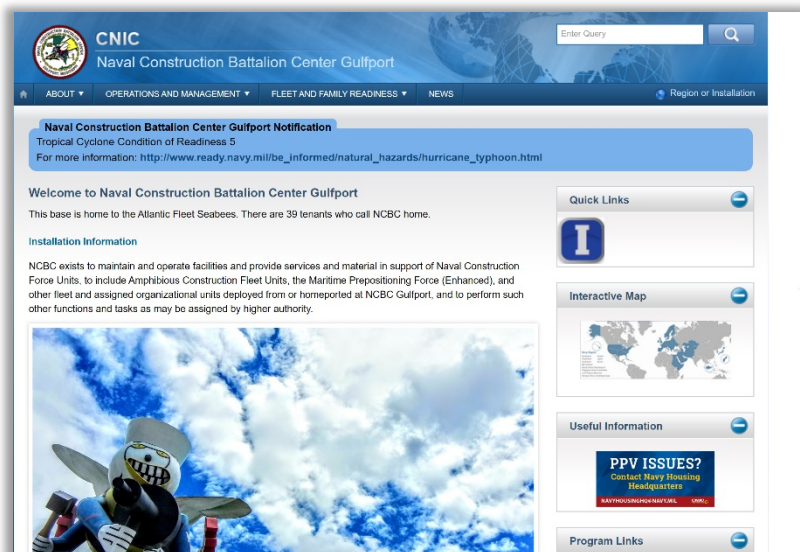 CNIC
Naval Construction Battalion Center Gulfport
Enter Query
ABOUT ▼ OPERATIONS AND MANAGEMENT ▼ FLEET AND FAMILY READINESS ▼ NEWS Region or Installation
Naval Construction Battalion Center Gulfport Notification
Tropical Cyclone Condition of Readiness 5
For more information: http://www.ready.navy.mil/be_informed/natural_hazards/hurricane_typhoon.html
Welcome to Naval Construction Battalion Center Gulfport
This base is home to the Atlantic Fleet Seabees. There are 39 tenants who call NCBC home.
Installation Information
NCBC exists to maintain and operate facilities and provide services and material in support of Naval Construction
Force Units, to include Amphibious Construction Fleet Units, the Maritime Prepositioning Force (Enhanced), and
other fleet and assigned organizational units deployed from or homeported at NCBC Gulfport, and to perform such
other functions and tasks as may be assigned by higher authority.
Quick Links
I
Interactive Map
Useful Information
PPV ISSUES?
Contact Navy Housing
Headquarters
NAVYHOUSINGHQ@NAVY.MIL
Program Links